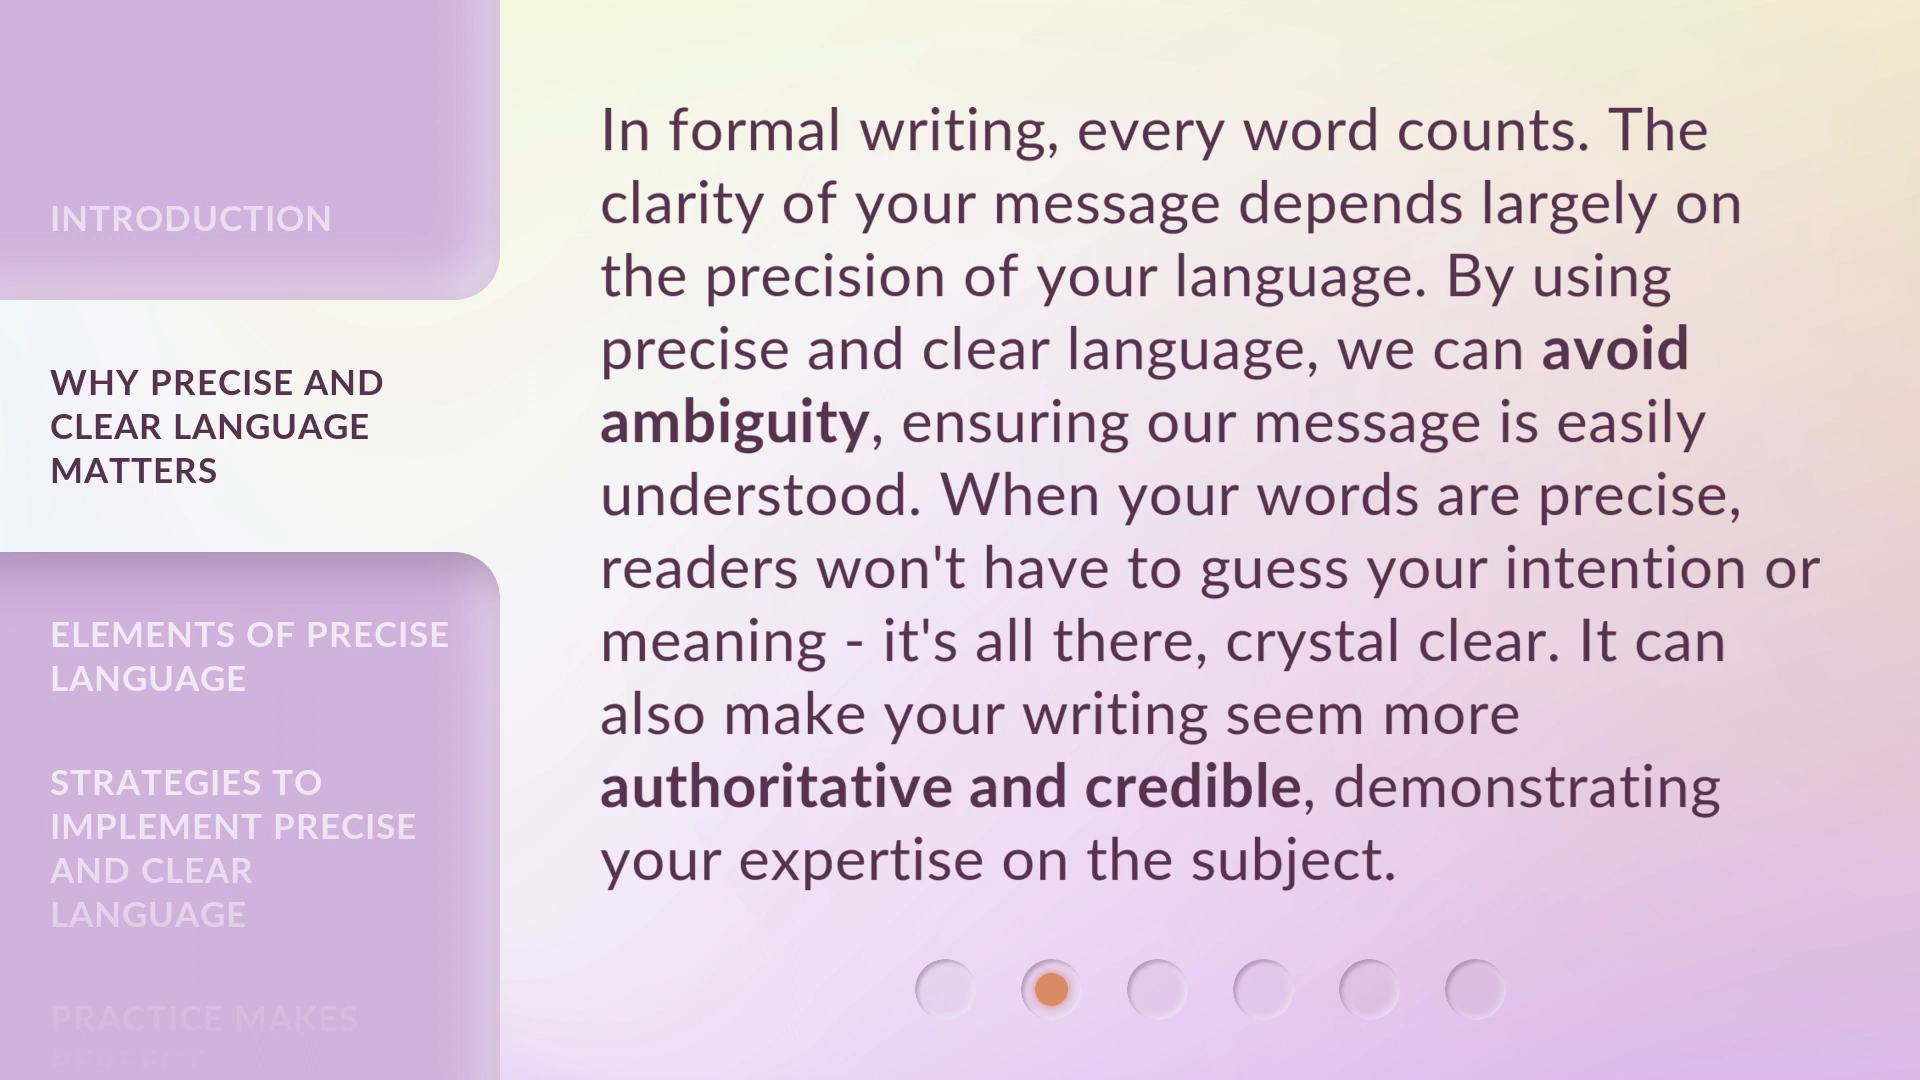 INTRODUCTION
WHY PRECISE AND
CLEAR LANGUAGE
MATTERS
ELEMENTS OF PRECISE
LANGUAGE
STRATEGIES TO
IMPLEMENT PRECISE
AND CLEAR
LANGUAGE
PRACTICE MAKES
PERFECT
In formal writing, every word counts. The
clarity of your message depends largely on
the precision of your language. By using
precise and clear language, we can avoid
ambiguity, ensuring our message is easily
understood. When your words are precise,
readers won't have to guess your intention or
meaning - it's all there, crystal clear. It can
also make your writing seem more
authoritative and credible, demonstrating
your expertise on the subject.